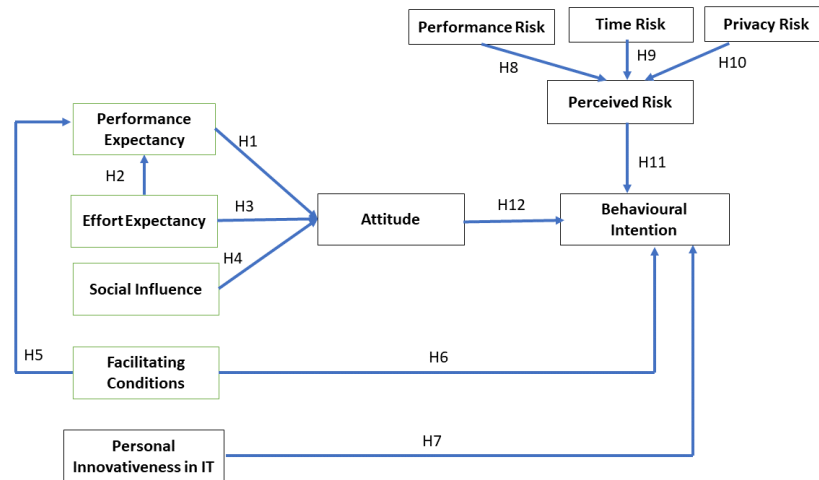 Performance Risk
Time Risk
Privacy Risk
H8
H9
H10
Perceived Risk
Performance
Expectancy
H1
H11
H2
Effort Expectancy
H3
Attitude
H12
Behavioural
Intention
H4
Social Influence
H5
Facilitating
Conditions
H6
Personal
Innovativeness in IT
H7